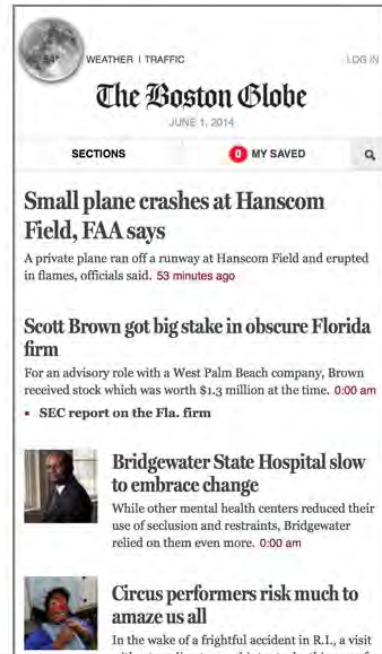 54°
WEATHER | TRAFFIC
LOG IN
The Boston Globe
JUNE 1, 2014
SECTIONS
0 MY SAVED
Small plane crashes at Hanscom
Field, FAA says
A private plane ran off a runway at Hanscom Field and erupted
in flames, officials said. 53 minutes ago
Scott Brown got big stake in obscure Florida
firm
For an advisory role with a West Palm Beach company, Brown
received stock which was worth $1.3 million at the time. 0:00 am
▪ SEC report on the Fla. firm
Bridgewater State Hospital slow
to embrace change
While other mental health centers reduced their
use of seclusion and restraints, Bridgewater
relied on them even more. 0:00 am
Circus performers risk much to
amaze us all
In the wake of a frightful accident in R.I., a visit